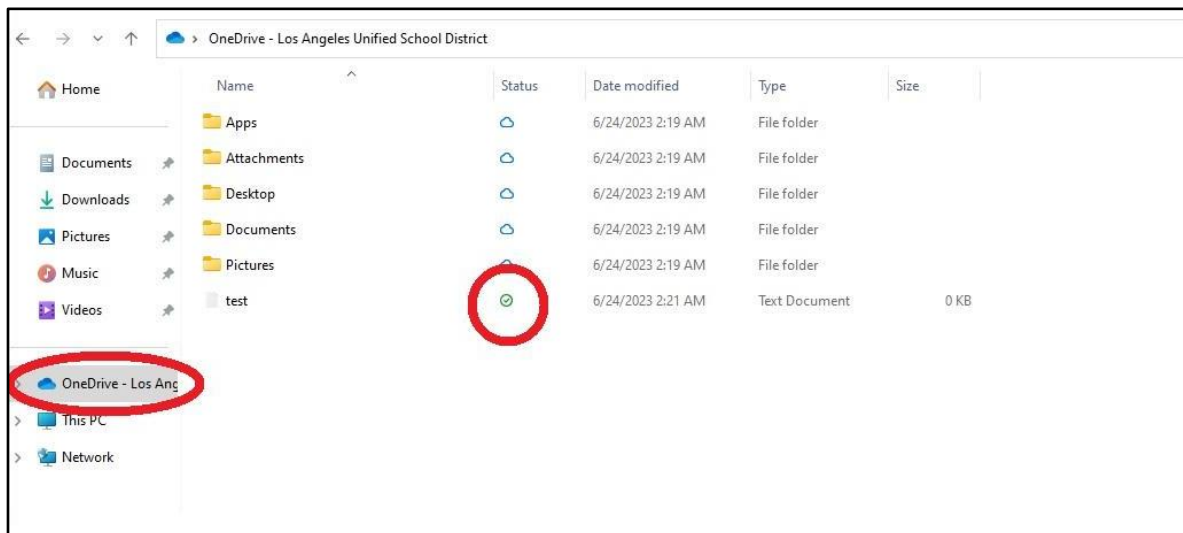 OneDrive - Los Angeles Unified School District
Home
Name Status Date modified Type Size
Apps 6/24/2023 2:19 AM File folder
Attachments 6/24/2023 2:19 AM File folder
Documents
Downloads
Desktop 6/24/2023 2:19 AM File folder
Pictures
Documents 6/24/2023 2:19 AM File folder
Music
Pictures 6/24/2023 2:19 AM File folder
Videos
test 6/24/2023 2:21 AM Text Document 0 KB
OneDrive - Los Ang
This PC
Network